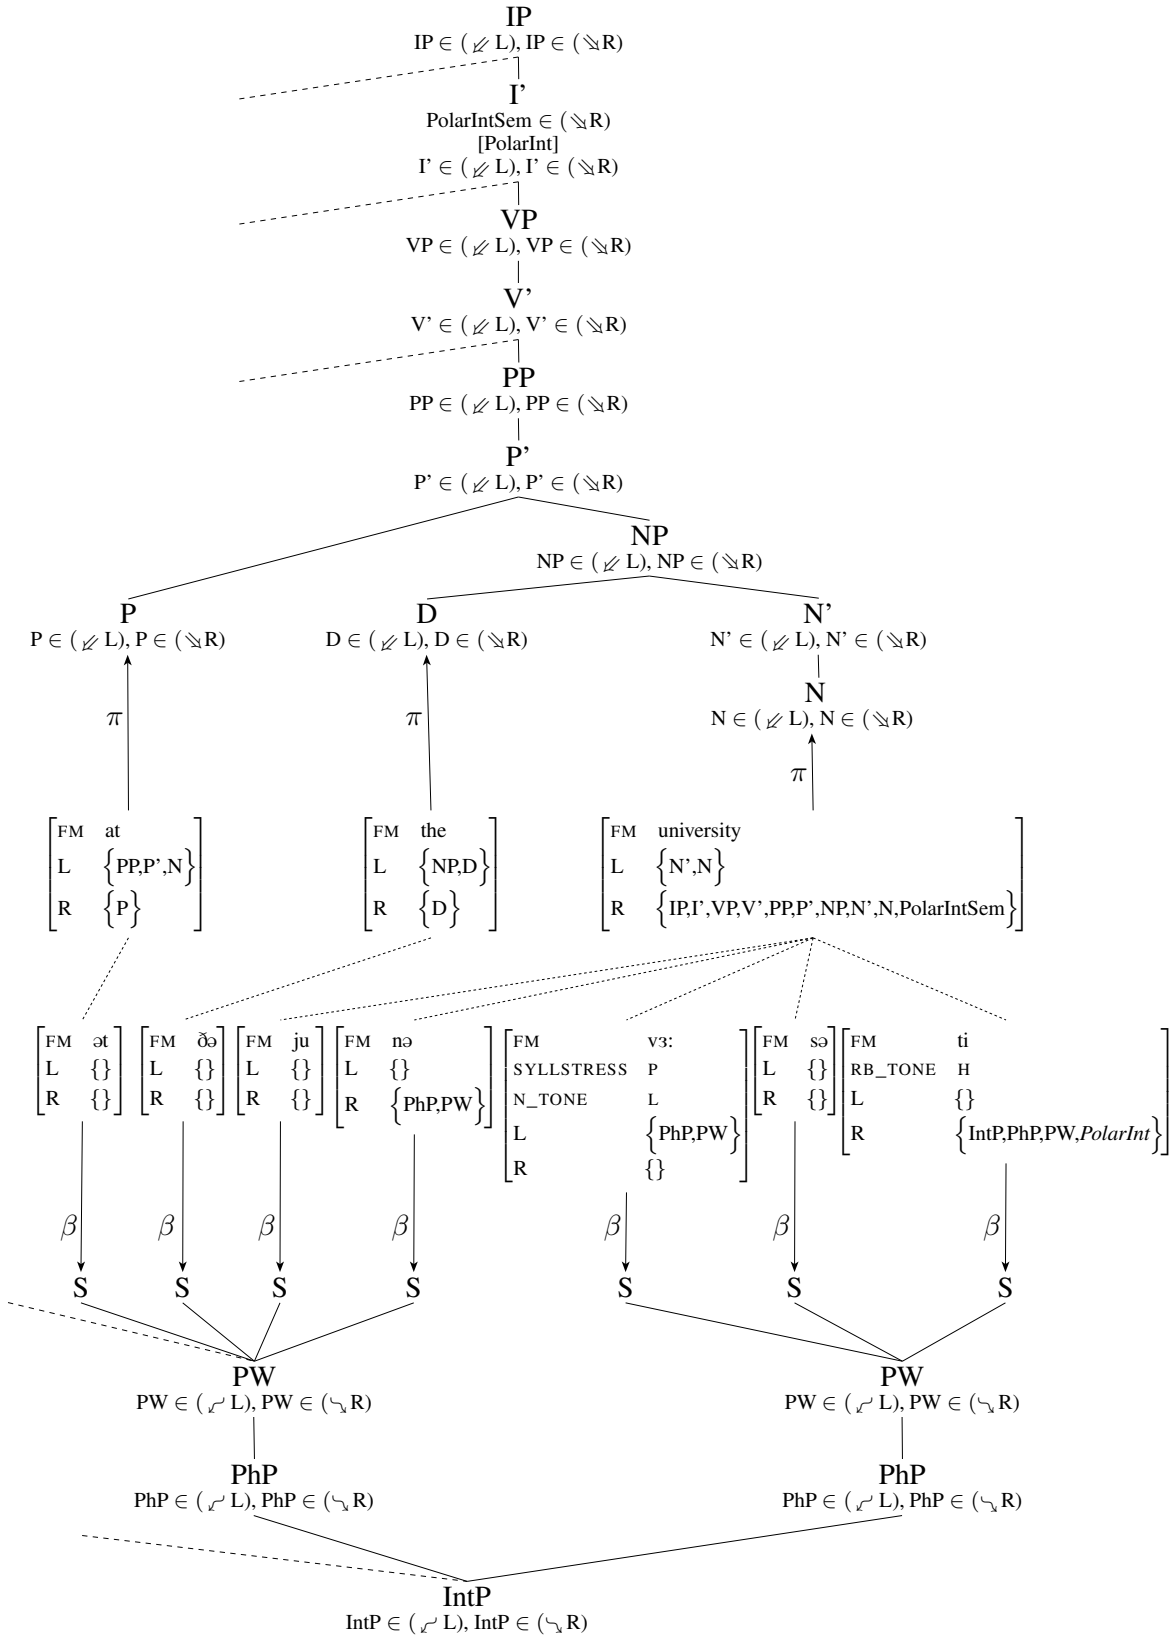 IP
IP ∈ (⇙ L), IP ∈ (⇘R)
I’
PolarIntSem ∈ (⇘R)
[PolarInt]
I’ ∈ (⇙ L), I’ ∈ (⇘R)
VP
VP ∈ (⇙ L), VP ∈ (⇘R)
V’
V’ ∈ (⇙ L), V’ ∈ (⇘R)
PP
PP ∈ (⇙ L), PP ∈ (⇘R)
P’
P’ ∈ (⇙ L), P’ ∈ (⇘R)
NP
NP ∈ (⇙ L), NP ∈ (⇘R)
P D N’
P ∈ (⇙ L), P ∈ (⇘R) D ∈ (⇙ L), D ∈ (⇘R) N’ ∈ (⇙ L), N’ ∈ (⇘R)
N
π π N ∈ (⇙ L), N ∈ (⇘R)
π
FM at FM the FM university
L {PP,P’,N} L {NP,D} L {N’,N}
R {P} R {D} R {IP,I’,VP,V’,PP,P’,NP,N’,N,PolarIntSem}
FM ət FM ðə FM ju FM nə FM vɜ: FM sə FM ti
L {} L {} L {} L {} SYLLSTRESS P L {} RB_TONE H
R {} R {} R {} R {PhP,PW} N_TONE L R {} L {}
L {PhP,PW} R {IntP,PhP,PW,PolarInt}
R {}
β β β β β β β
S S S S S S S
PW PW
PW ∈ (⤶ L), PW ∈ (⤷ R) PW ∈ (⤶ L), PW ∈ (⤷ R)
PhP PhP
PhP ∈ (⤶ L), PhP ∈ (⤷ R) PhP ∈ (⤶ L), PhP ∈ (⤷ R)
IntP
IntP ∈ (⤶ L), IntP ∈ (⤷ R)